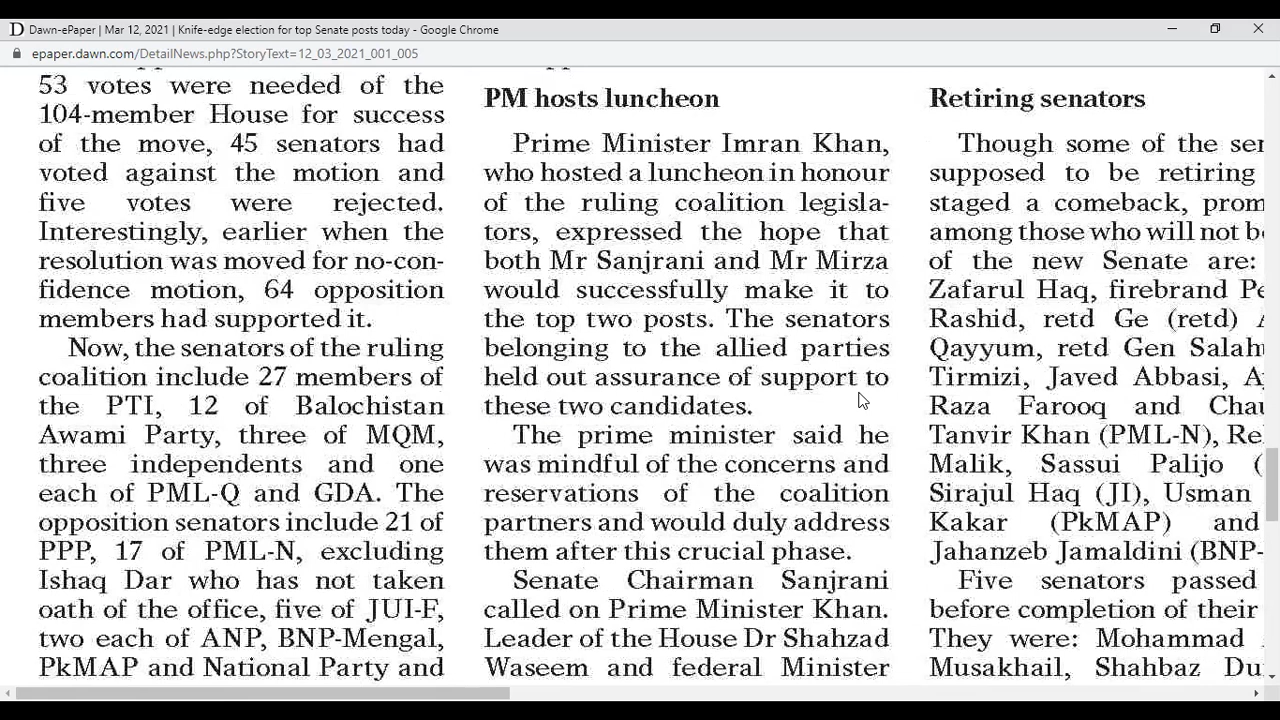 Dawn-ePaper | Mar 12, 2021 | Knife-edge election for top Senate posts today - Google Chrome
epaper.dawn.com/DetailNews.php?StoryText=12_03_2021_001_005
53 votes were needed of the
104-member House for success
of the move, 45 senators had
voted against the motion and
five votes were rejected.
Interestingly, earlier when the
resolution was moved for no-con-
fidence motion, 64 opposition
members had supported it.
Now, the senators of the ruling
coalition include 27 members of
the PTI, 12 of Balochistan
Awami Party, three of MQM,
three independents and one
each of PML-Q and GDA. The
opposition senators include 21 of
PPP, 17 of PML-N, excluding
Ishaq Dar who has not taken
oath of the office, five of JUI-F,
two each of ANP, BNP-Mengal,
PkMAP and National Party and
PM hosts luncheon
Prime Minister Imran Khan,
who hosted a luncheon in honour
of the ruling coalition legisla-
tors, expressed the hope that
both Mr Sanjrani and Mr Mirza
would successfully make it to
the top two posts. The senators
belonging to the allied parties
held out assurance of support to
these two candidates.
The prime minister said he
was mindful of the concerns and
reservations of the coalition
partners and would duly address
them after this crucial phase.
Senate Chairman Sanjrani
called on Prime Minister Khan.
Leader of the House Dr Shahzad
Waseem and federal Minister
Retiring senators
Though some of the
supposed to be retiring
staged a comeback,
among those who will not
of the new Senate are:
Zafarul Haq, firebrand
Rashid, retd Ge (retd)
Qayyum, retd Gen
Tirmizi, Javed Abbasi,
Raza Farooq and
Tanvir Khan (PML-N),
Malik, Sassui Palijo (
Sirajul Haq (JI), Usman
Kakar (PkMAP) and
Jahanzeb Jamaldini (BNP-
Five senators passed
before completion of their
They were: Mohammad
Musakhail, Shahbaz